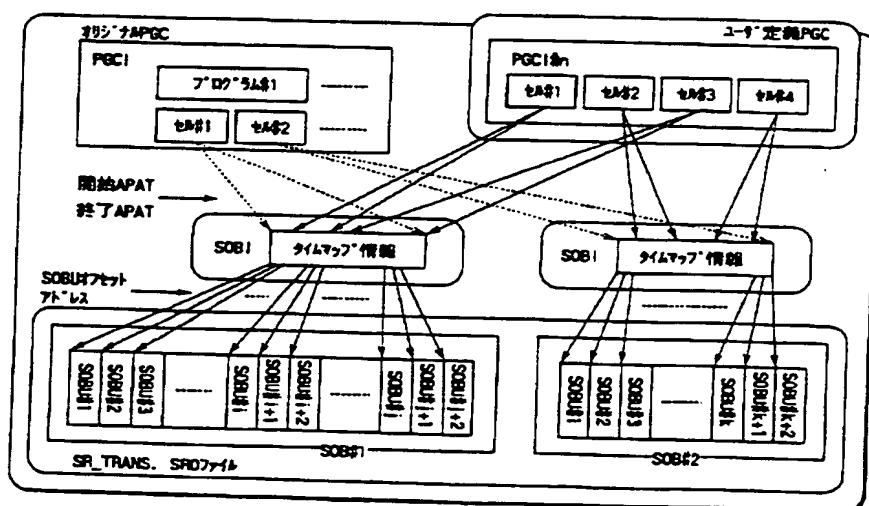 オリジナルPGC
ユーザ定義PGC
PGCI
プログラム#1
セル#1
セル#2
PGCI#n
セル#1
セル#2
セル#3
セル#4
開始APAT
終了APAT
SOBI
タイムマップ情報
SOBI
タイムマップ情報
SOBUオフセット
アドレス
SOBU#1
SOBU#2
SOBU#3
SOBU#i
SOBU#i+1
SOBU#i+2
SOBU#j
SOBU#j+1
SOBU#j+2
SOB#1
SOBU#1
SOBU#2
SOBU#3
SOBU#k
SOBU#k+1
SOBU#k+2
SOB#2
SR_TRANS. SROファイル